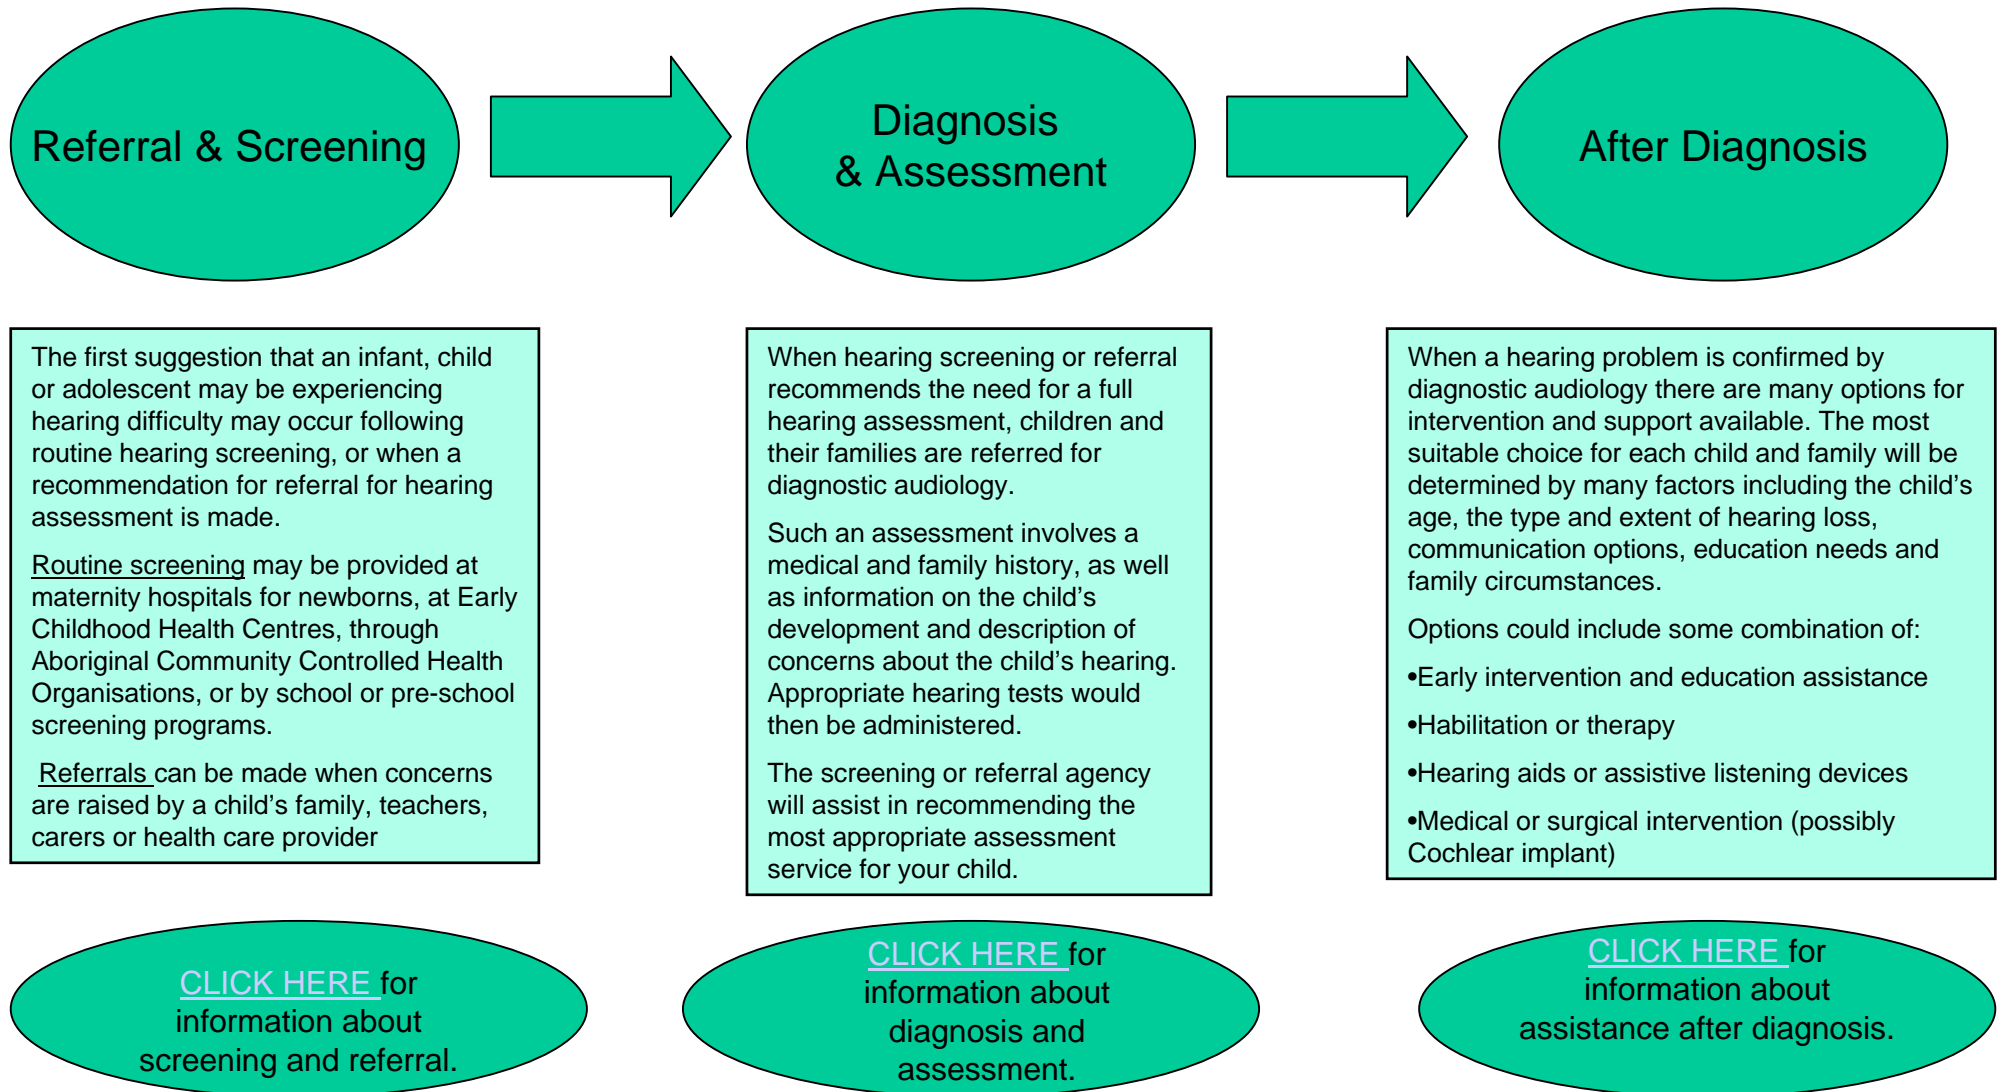 Referral & Screening
Diagnosis
& Assessment
After Diagnosis
The first suggestion that an infant, child
or adolescent may be experiencing
hearing difficulty may occur following
routine hearing screening, or when a
recommendation for referral for hearing
assessment is made.
Routine screening may be provided at
maternity hospitals for newborns, at Early
Childhood Health Centres, through
Aboriginal Community Controlled Health
Organisations, or by school or pre-school
screening programs.
Referrals can be made when concerns
are raised by a child’s family, teachers,
carers or health care provider
When hearing screening or referral
recommends the need for a full
hearing assessment, children and
their families are referred for
diagnostic audiology.
Such an assessment involves a
medical and family history, as well
as information on the child’s
development and description of
concerns about the child’s hearing.
Appropriate hearing tests would
then be administered.
The screening or referral agency
will assist in recommending the
most appropriate assessment
service for your child.
When a hearing problem is confirmed by
diagnostic audiology there are many options for
intervention and support available. The most
suitable choice for each child and family will be
determined by many factors including the child’s
age, the type and extent of hearing loss,
communication options, education needs and
family circumstances.
Options could include some combination of:
•Early intervention and education assistance
•Habilitation or therapy
•Hearing aids or assistive listening devices
•Medical or surgical intervention (possibly
Cochlear implant)
CLICK HERE for
information about
screening and referral.
CLICK HERE for
information about
diagnosis and
assessment.
CLICK HERE for
information about
assistance after diagnosis.